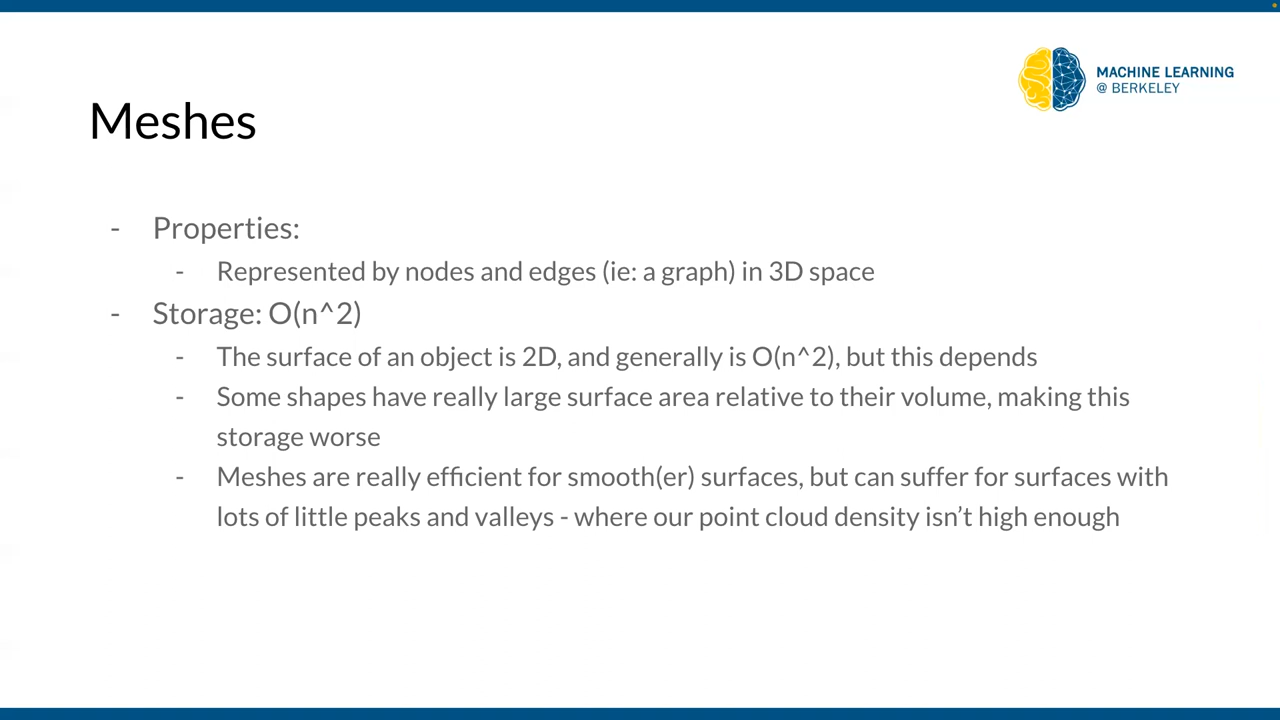 MACHINE LEARNING
@ BERKELEY
Meshes
- Properties:
- Represented by nodes and edges (ie: a graph) in 3D space
- Storage: O(n^2)
- The surface of an object is 2D, and generally is O(n^2), but this depends
- Some shapes have really large surface area relative to their volume, making this
storage worse
- Meshes are really efficient for smooth(er) surfaces, but can suffer for surfaces with
lots of little peaks and valleys - where our point cloud density isn’t high enough